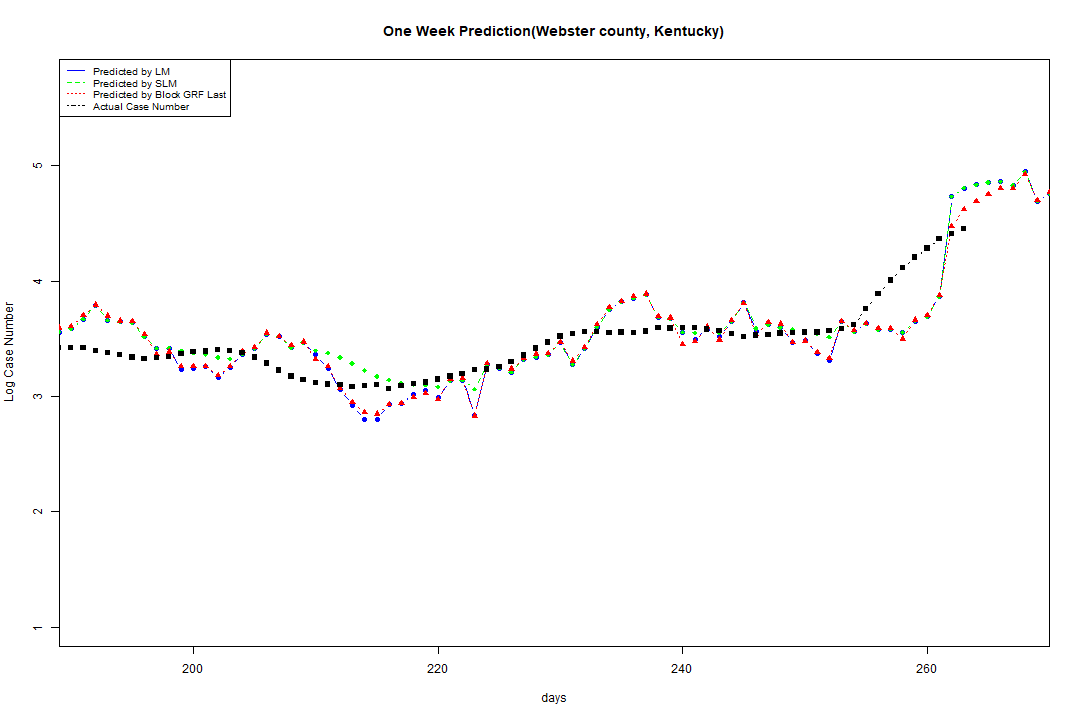 One Week Prediction(Webster county, Kentucky)
Predicted by LM
Predicted by SLM
Predicted by Block GRF Last
Actual Case Number
5
4
3
2
1
Log Case Number
200 220 240 260
days